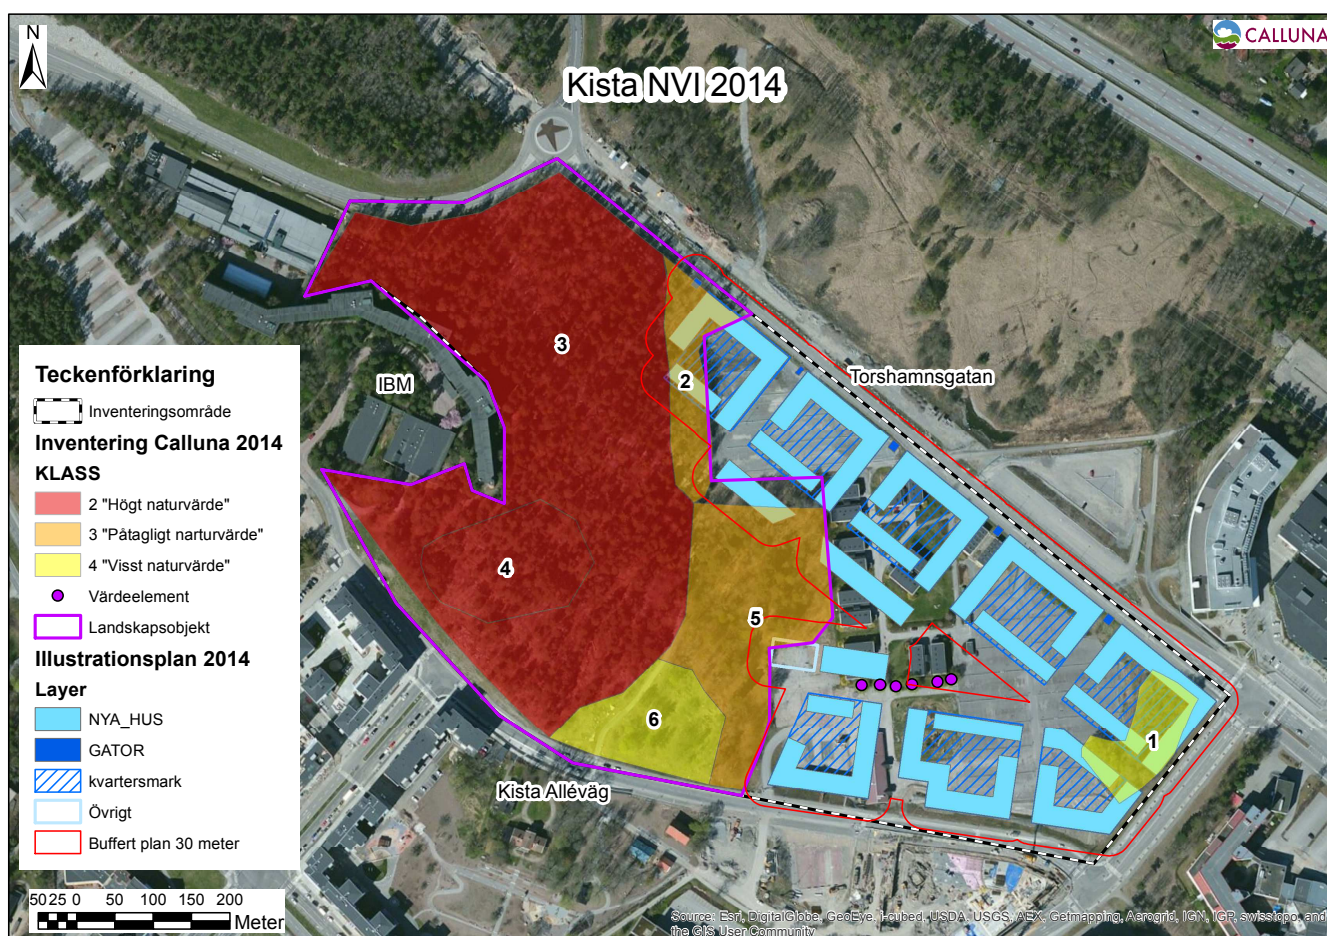 N
CALLUNA
Kista NVI 2014
3
2
Torshamnsgatan
IBM
4
5
6
1
Kista Alléväg
Teckenförklaring
Inventeringsområde
Inventering Calluna 2014
KLASS
2 "Högt naturvärde"
3 "Påtagligt narturvärde"
4 "Visst naturvärde"
Värdeelement
Landskapsobjekt
Illustrationsplan 2014
Layer
NYA_HUS
GATOR
kvartersmark
Övrigt
Buffert plan 30 meter
50 25 0 50 100 150 200
Meter
Source: Esri, DigitalGlobe, GeoEye, i-cubed, USDA, USGS, AEX, Getmapping, Aerogrid, IGN, IGP, swisstopo, and
the GIS User Community